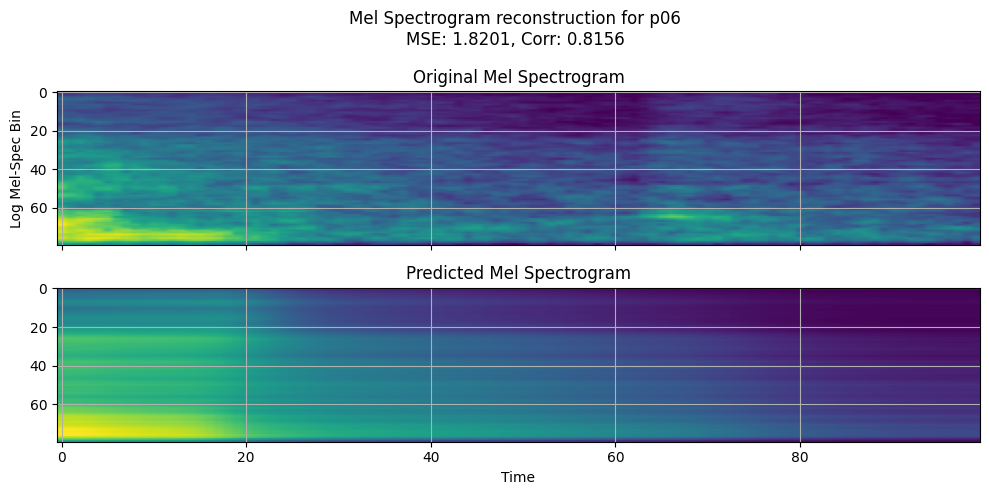 Mel Spectrogram reconstruction for p06
MSE: 1.8201, Corr: 0.8156
Original Mel Spectrogram
Log Mel-Spec Bin
0
20
40
60
Predicted Mel Spectrogram
0
20
40
60
0 20 40 60 80
Time